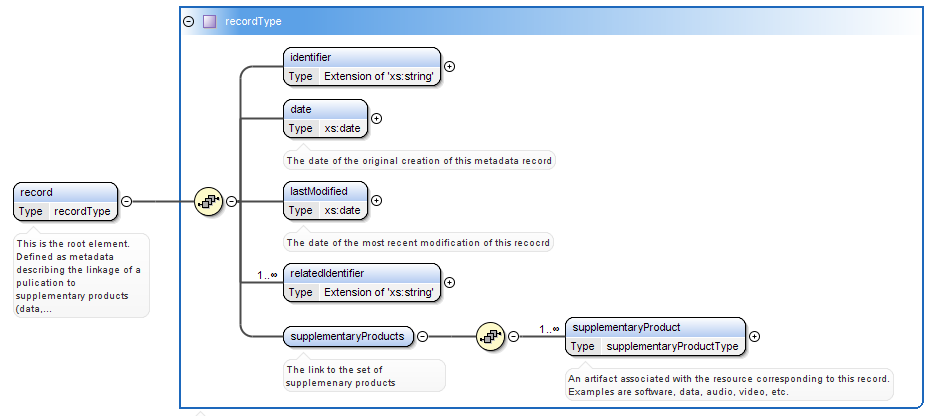 recordType
identifier
Type Extension of 'xs:string'
date
Type xs:date
The date of the original creation of this metadata record
record
Type recordType
This is the root element.
Defined as metadata
describing the linkage of a
pulication to
supplementary products
(data,...
lastModified
Type xs:date
The date of the most recent modification of this recocrd
1..∞
relatedIdentifier
Type Extension of 'xs:string'
supplementaryProducts
The link to the set of
supplemenary products
1..∞
supplementaryProduct
Type supplementaryProductType
An artifact associated with the resource corresponding to this record.
Examples are software, data, audio, video, etc.